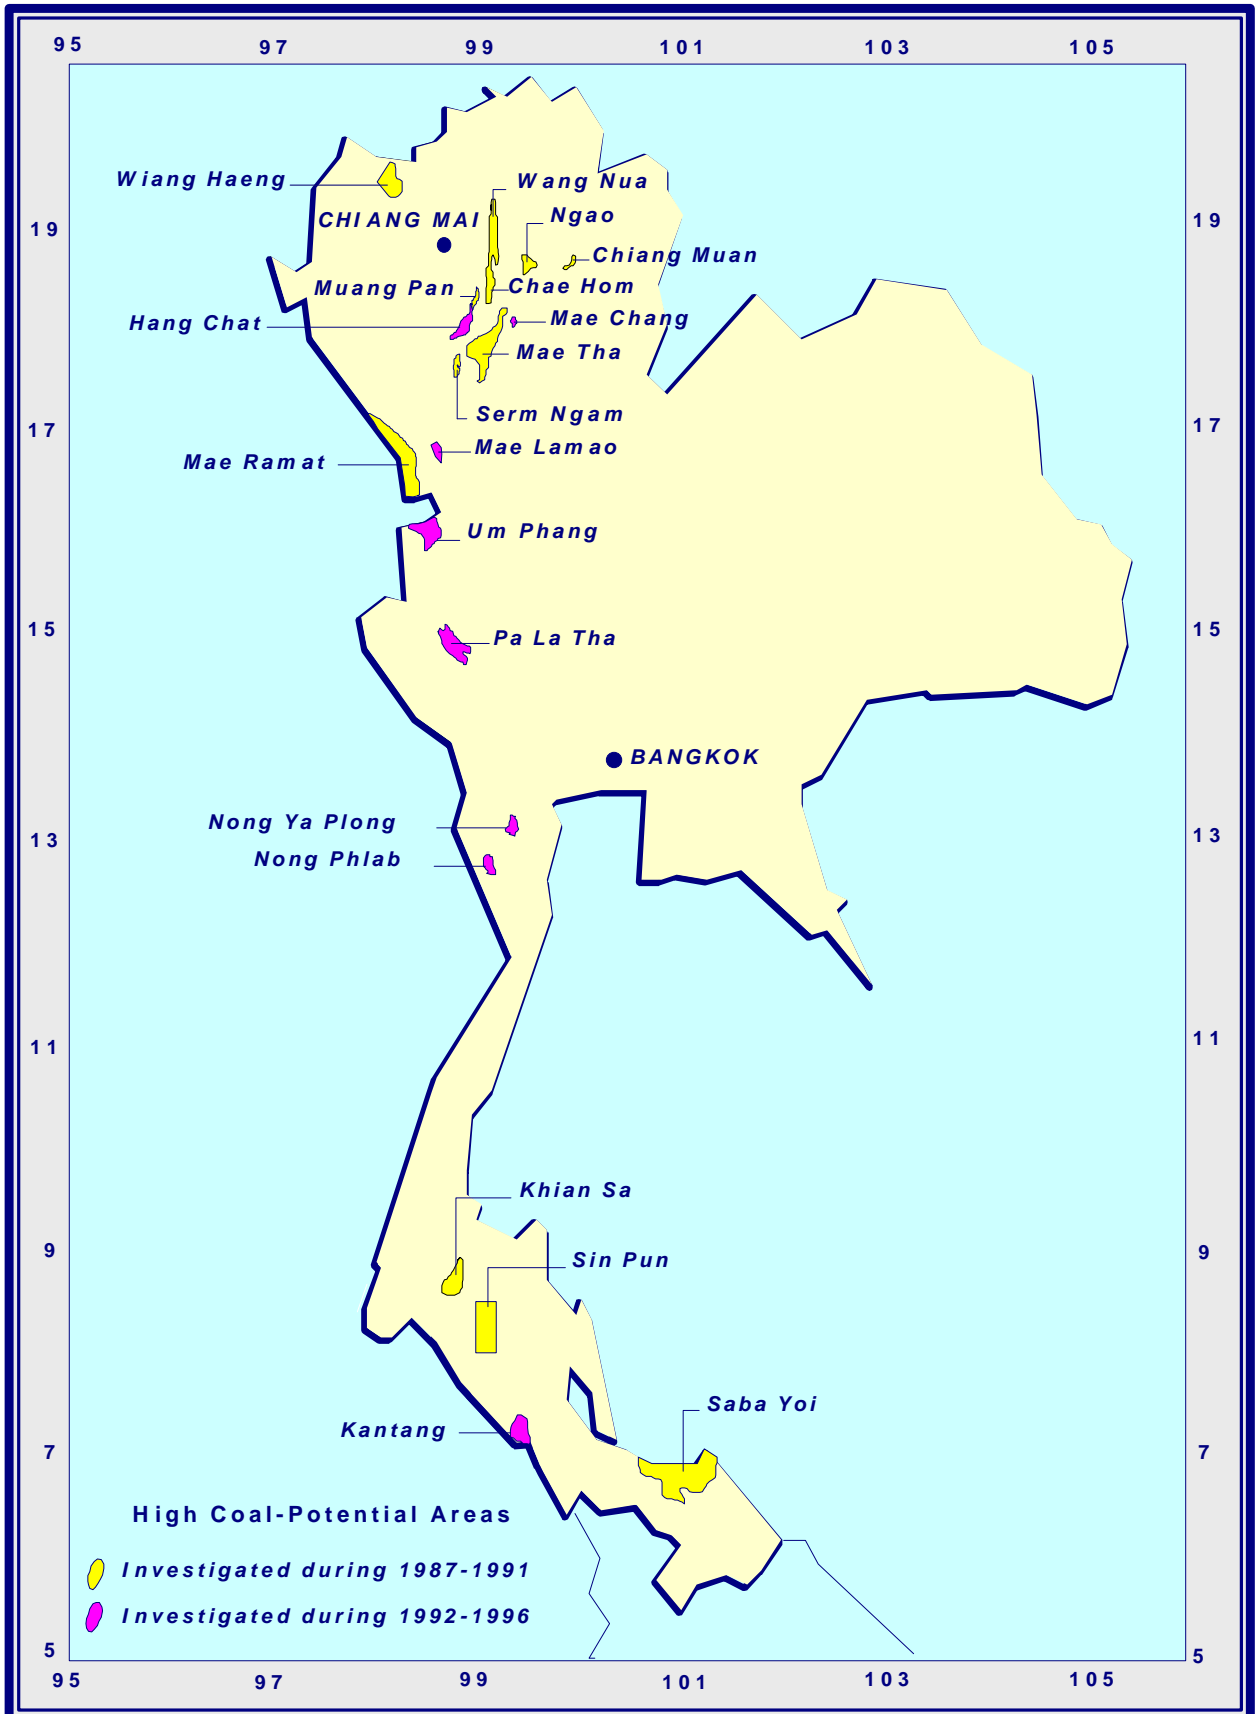 95 97 99 101 103 105
Wiang Haeng
Wang Nua
CHIANG MAI
Ngao
19
19
Chiang Muan
Muang Pan
Chae Hom
Hang Chat
Mae Chang
Mae Tha
Serm Ngam
17
17
Mae Lamao
Mae Ramat
Um Phang
15
15
Pa La Tha
BANGKOK
Nong Ya Plong
13
13
Nong Phlab
11
11
Khian Sa
9
9
Sin Pun
Saba Yoi
Kantang
7
7
High Coal-Potential Areas
Investigated during 1987-1991
Investigated during 1992-1996
5
5
95 97 99 101 103 105